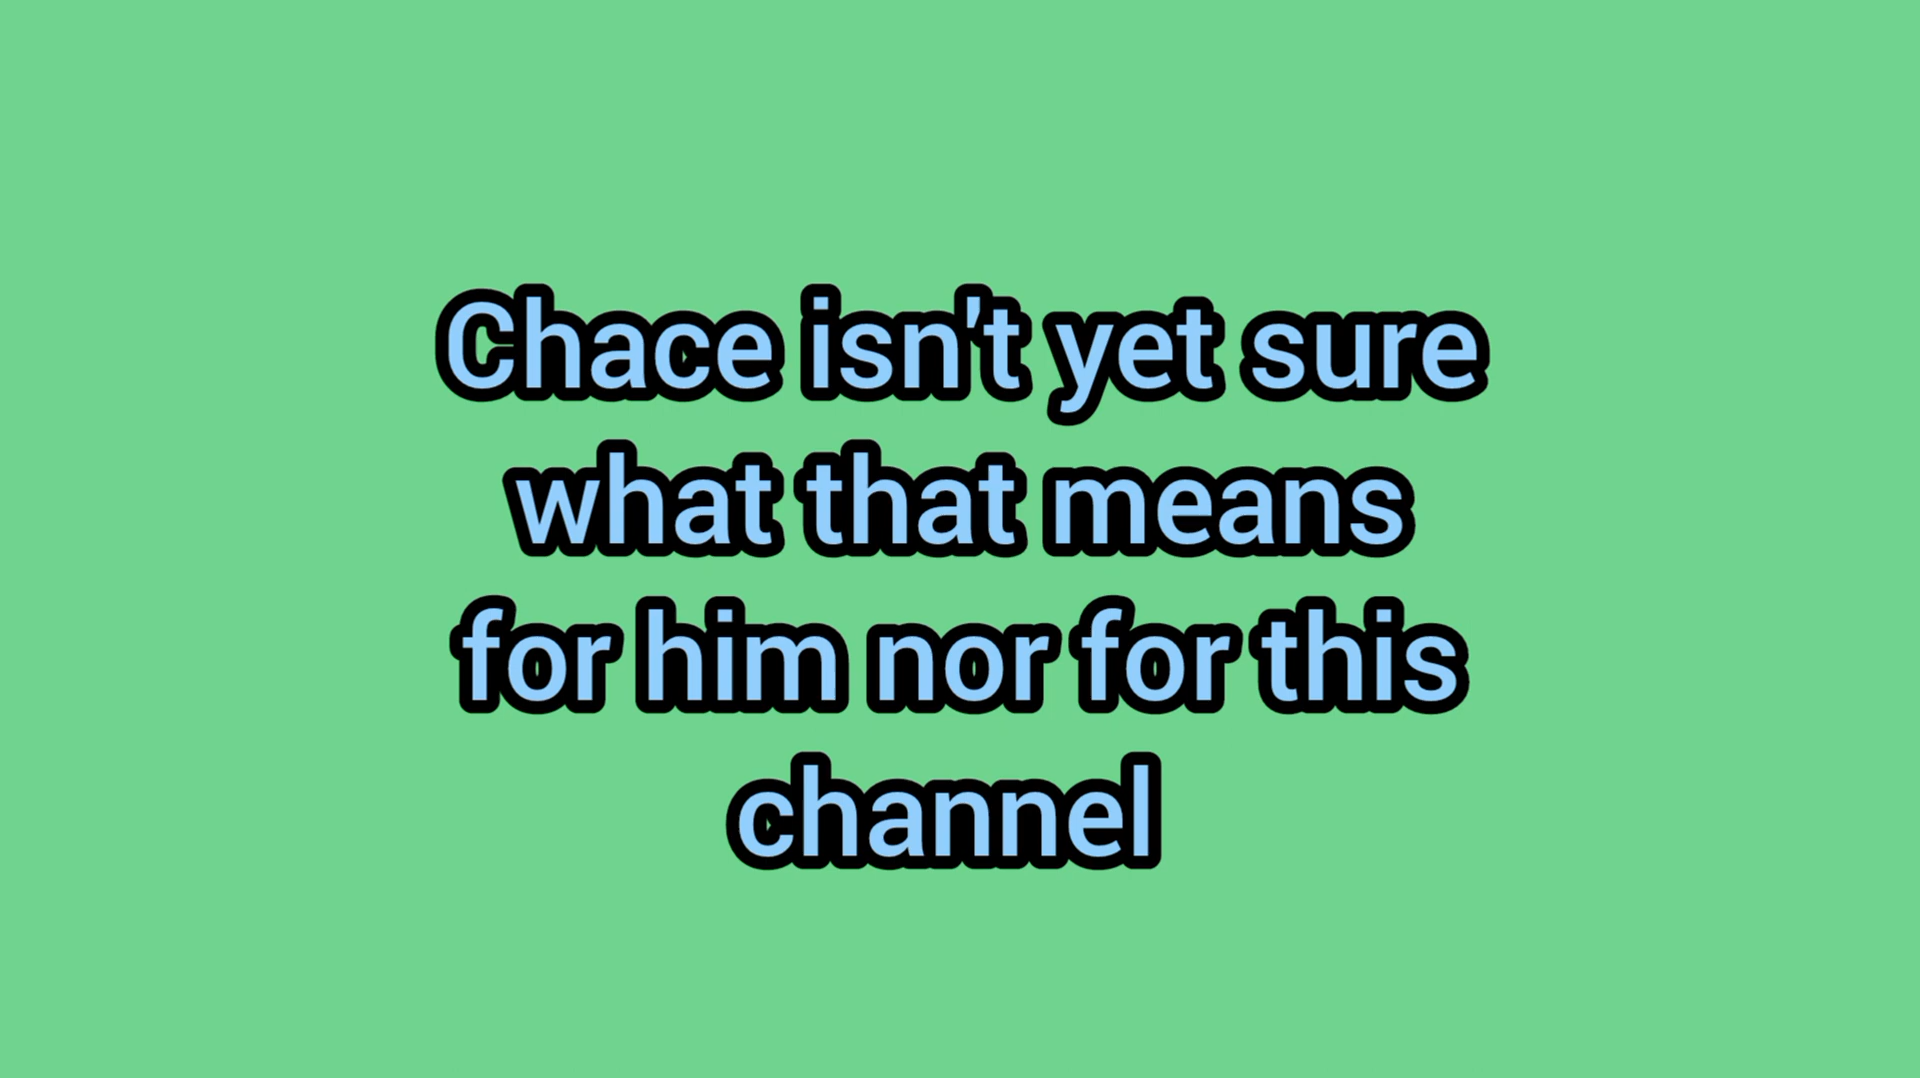 Chace isn't yet sure
what that means
for him nor for this
channel